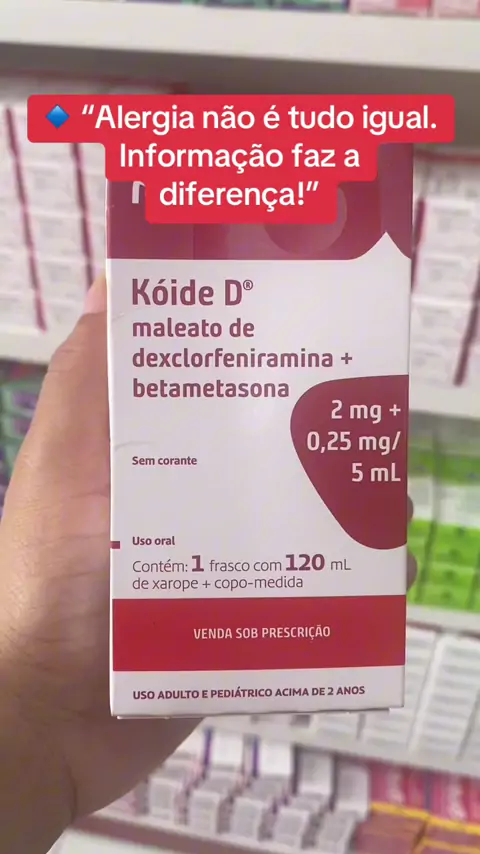 🔹 “Alergia não é tudo igual.
Informação faz a
diferença!”
Kóide D®
maleato de
dexclorfeniramina +
betametasona
2 mg +
0,25 mg/
5 mL
Sem corante
Uso oral
Contém: 1 frasco com 120 mL
de xarope + copo-medida
VENDA SOB PRESCRIÇÃO
USO ADULTO E PEDIÁTRICO ACIMA DE 2 ANOS